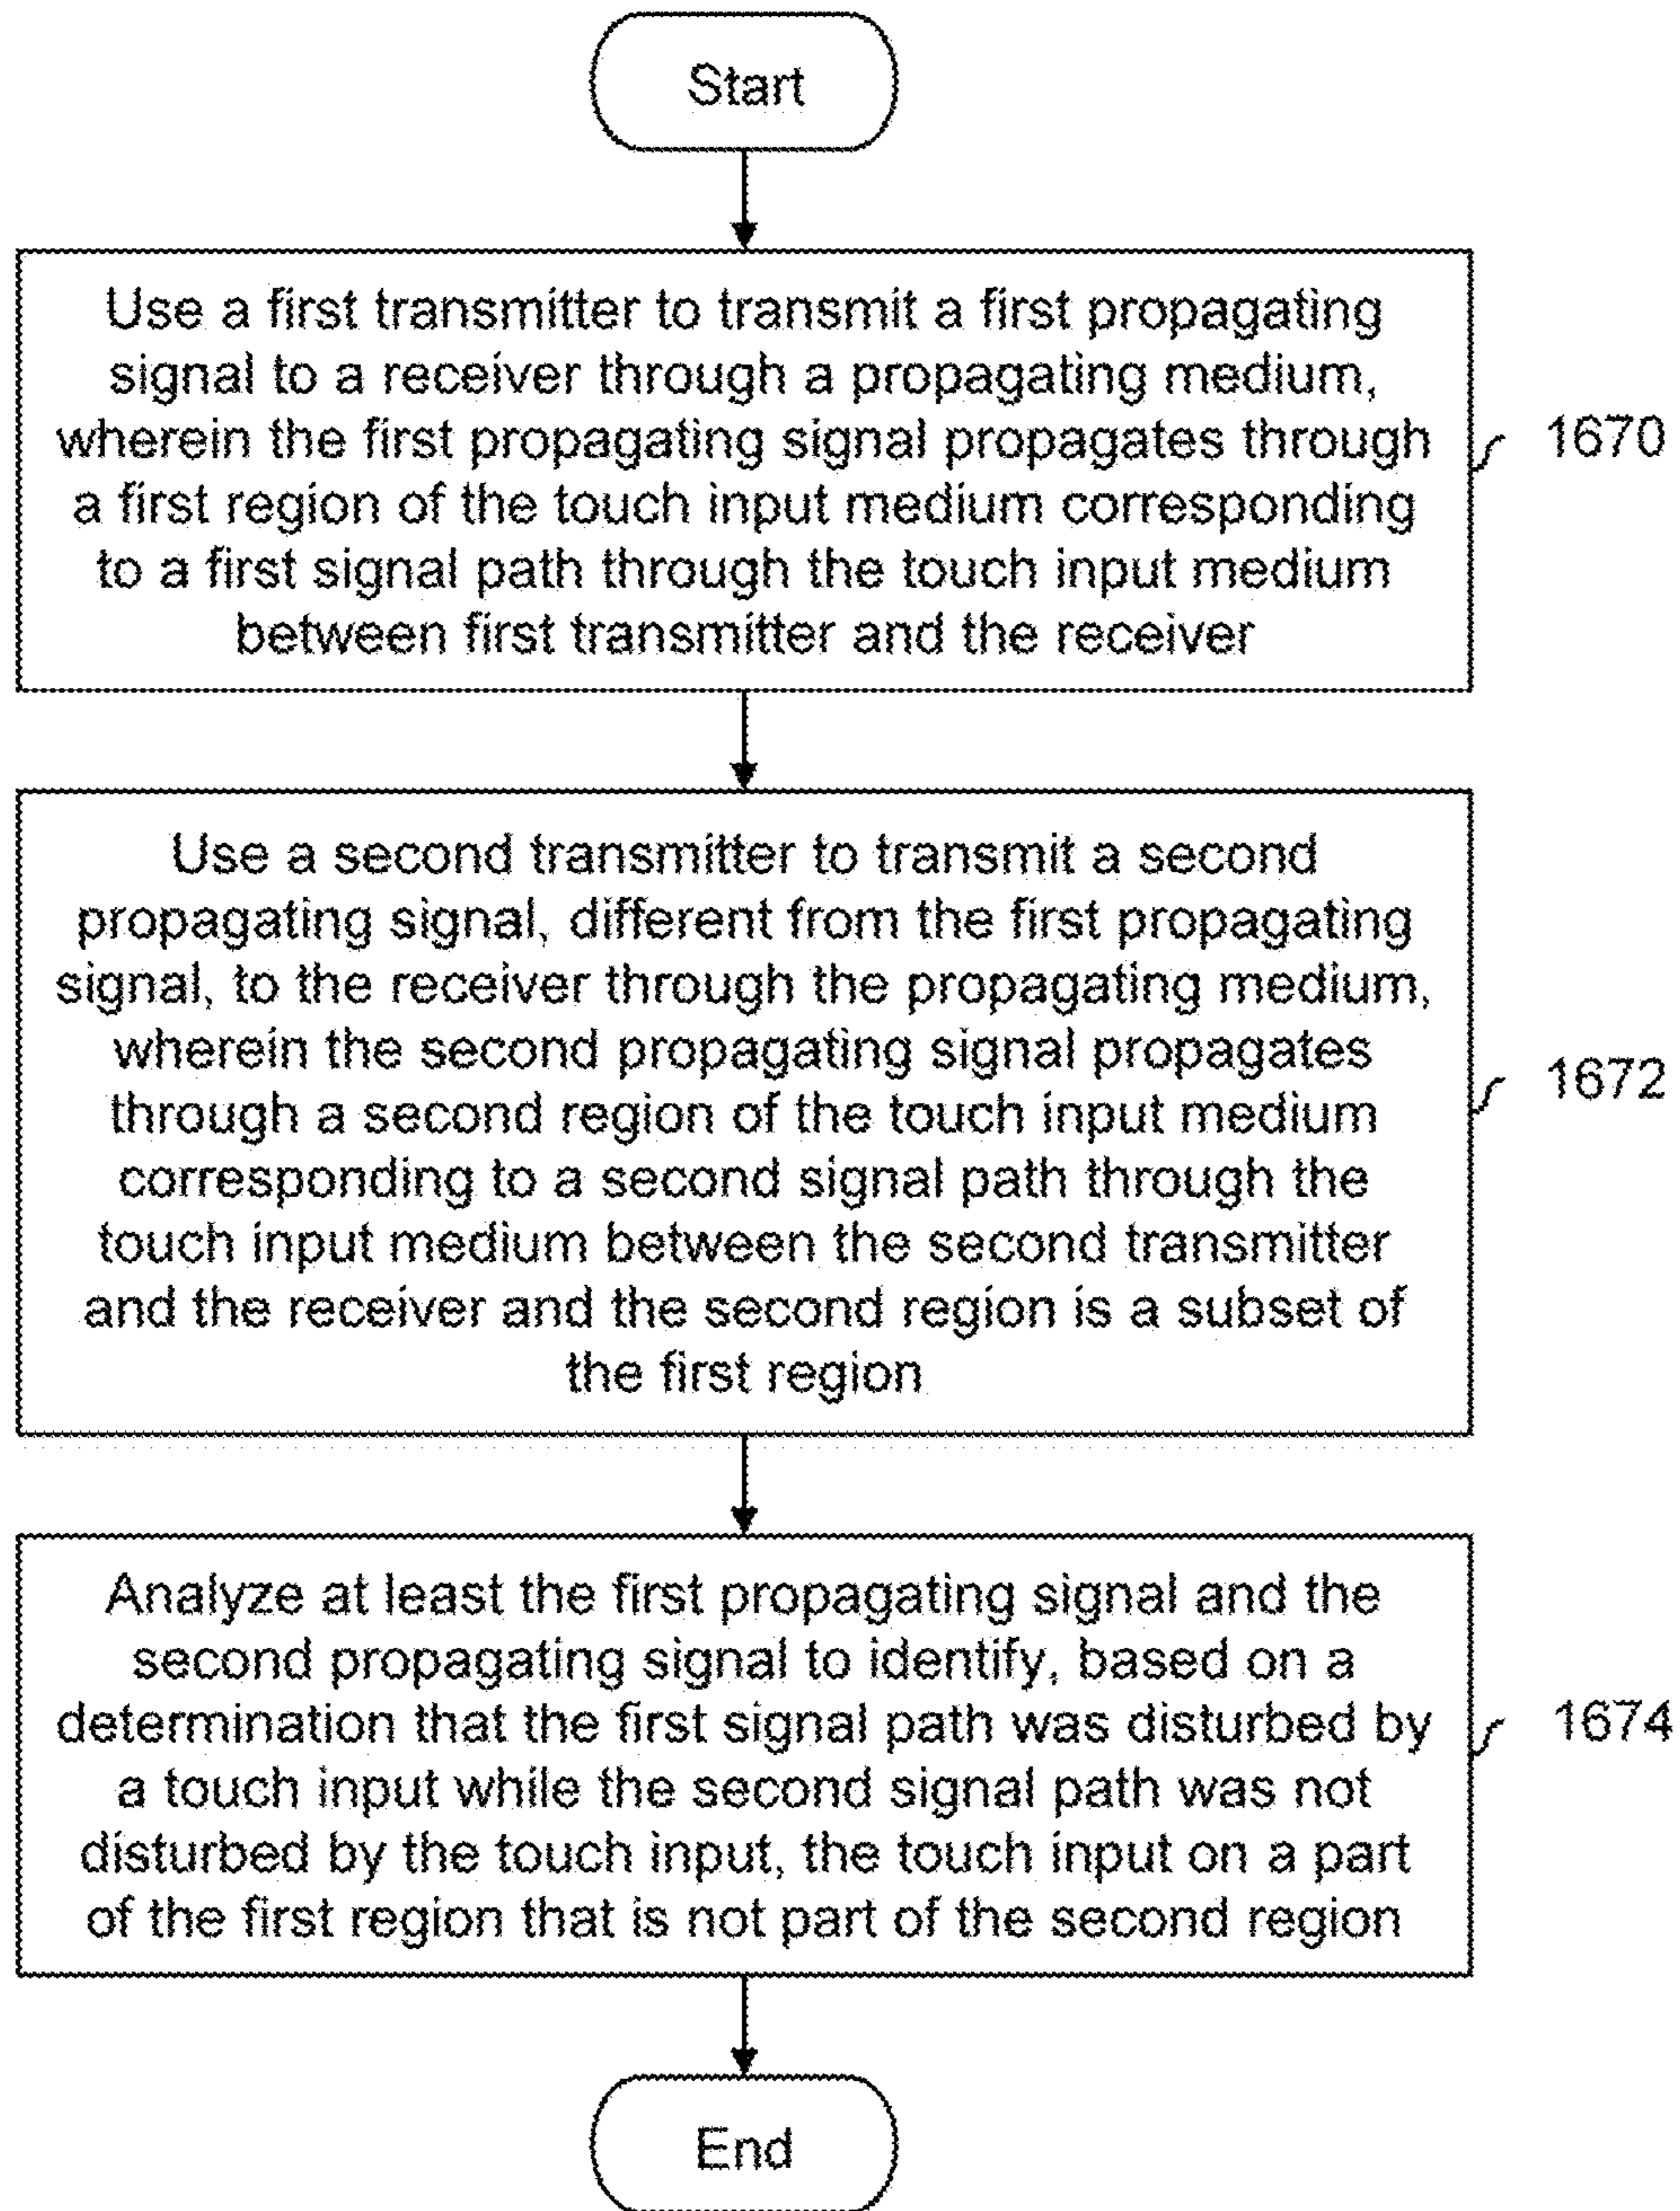 Start
Use a first transmitter to transmit a first propagating
signal to a receiver through a propagating medium,
wherein the first propagating signal propagates through
a first region of the touch input medium corresponding
to a first signal path through the touch input medium
between first transmitter and the receiver
1670
Use a second transmitter to transmit a second
propagating signal, different from the first propagating
signal, to the receiver through the propagating medium,
wherein the second propagating signal propagates
through a second region of the touch input medium
corresponding to a second signal path through the
touch input medium between the second transmitter
and the receiver and the second region is a subset of
the first region
1672
Analyze at least the first propagating signal and the
second propagating signal to identify, based on a
determination that the first signal path was disturbed by
a touch input while the second signal path was not
disturbed by the touch input, the touch input on a part
of the first region that is not part of the second region
1674
End